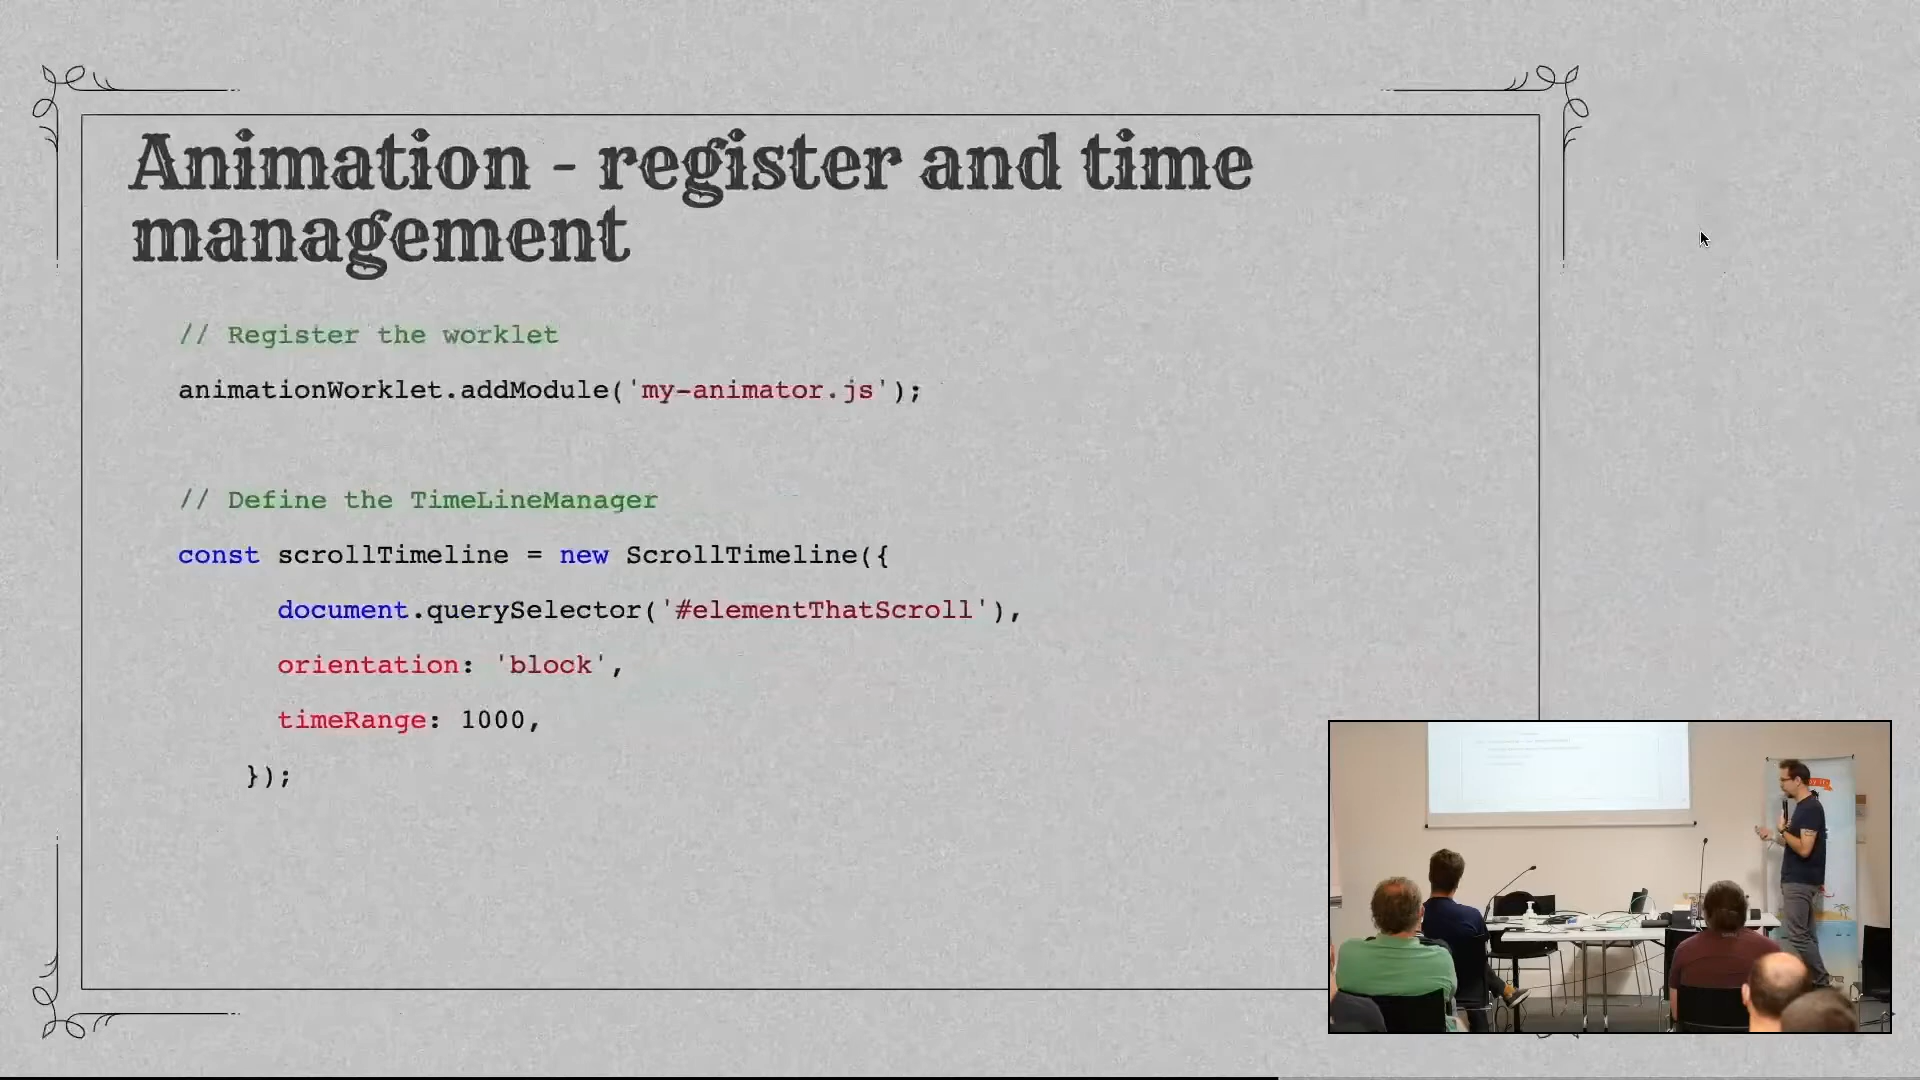 Animation - register and time
management
// Register the worklet
animationWorklet.addModule('my-animator.js');
// Define the TimeLineManager
const scrollTimeline = new ScrollTimeline({
document.querySelector('#elementThatScroll'),
orientation: 'block',
timeRange: 1000,
});